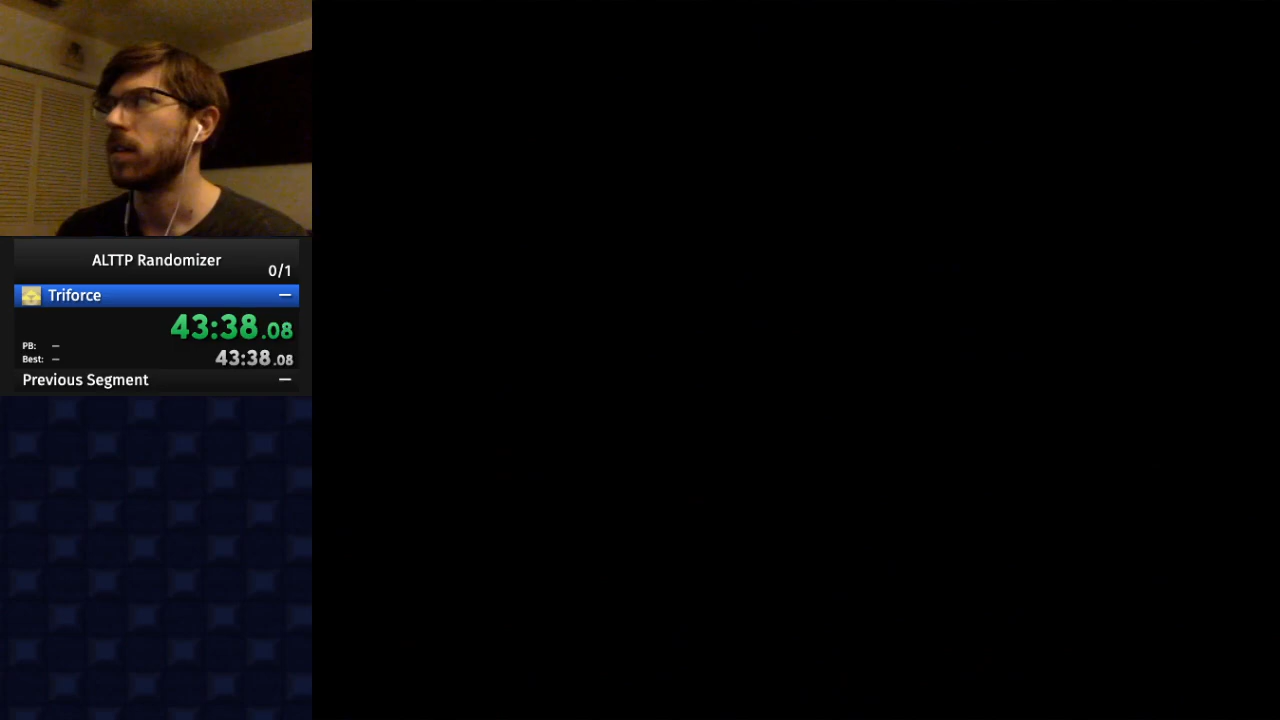 ALTTP Randomizer
0/1
Triforce —
43:38.08
PB: —
Best: — 43:38.08
Previous Segment —